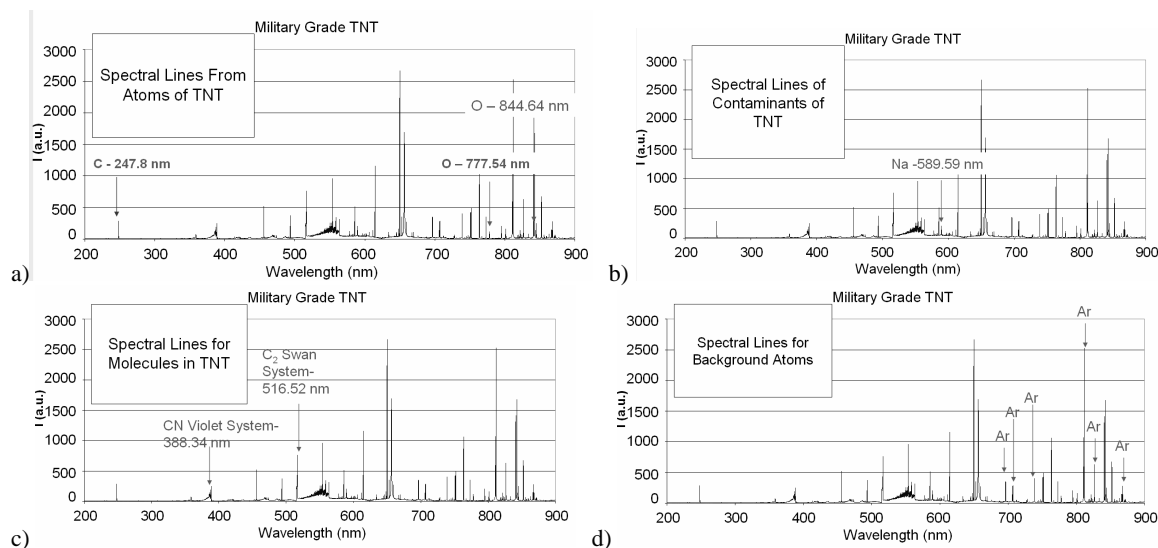 Military Grade TNT
3000
2500
2000
1500
1000
500
0
I (a.u.)
Spectral Lines From
Atoms of TNT
O – 844.64 nm
C - 247.8 nm
O – 777.54 nm
200 300 400 500 600 700 800 900
Wavelength (nm)
a)
Military Grade TNT
3000
2500
2000
1500
1000
500
0
I (a.u.)
Spectral Lines of
Contaminants of
TNT
Na -589.59 nm
200 300 400 500 600 700 800 900
Wavelength (nm)
b)
Military Grade TNT
3000
2500
2000
1500
1000
500
0
I (a.u.)
Spectral Lines for
Molecules in TNT
C2 Swan
System-
516.52 nm
CN Violet System-
388.34 nm
200 300 400 500 600 700 800 900
Wavelength (nm)
c)
Military Grade TNT
3000
2500
2000
1500
1000
500
0
I (a.u.)
Spectral Lines for
Background Atoms
Ar
Ar
Ar
Ar
Ar
Ar
200 300 400 500 600 700 800 900
Wavelength (nm)
d)